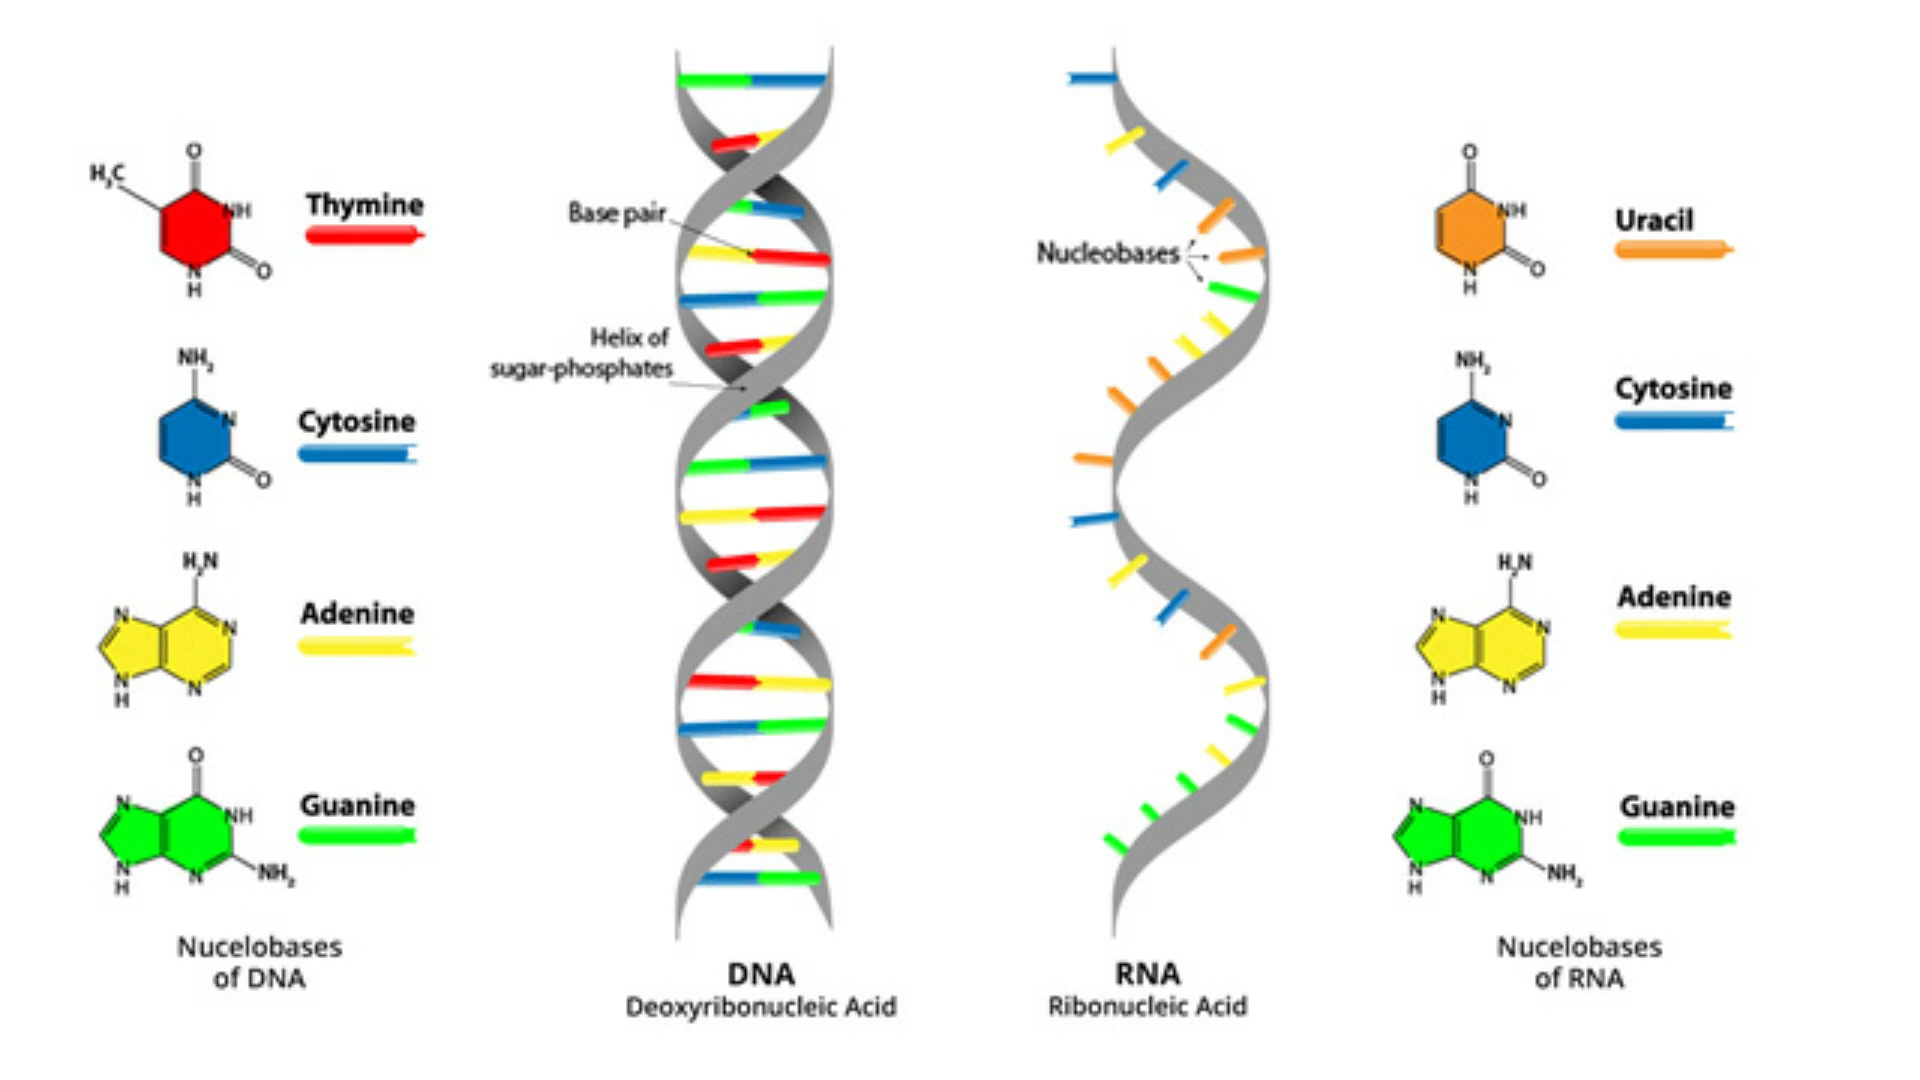 O
H₃C
NH
Thymine
O
N
H
NH₂
N
Cytosine
O
N
H
H₂N
N
N
Adenine
N
N
H
O
N
NH
Guanine
N
N
H
NH₂
Nucelobases
of DNA
Base pair
Helix of
sugar-phosphates
DNA
Deoxyribonucleic Acid
Nucleobases
RNA
Ribonucleic Acid
O
NH
Uracil
O
N
H
NH₂
N
Cytosine
O
N
H
H₂N
N
N
Adenine
N
N
H
O
N
NH
Guanine
N
N
H
NH₂
Nucelobases
of RNA